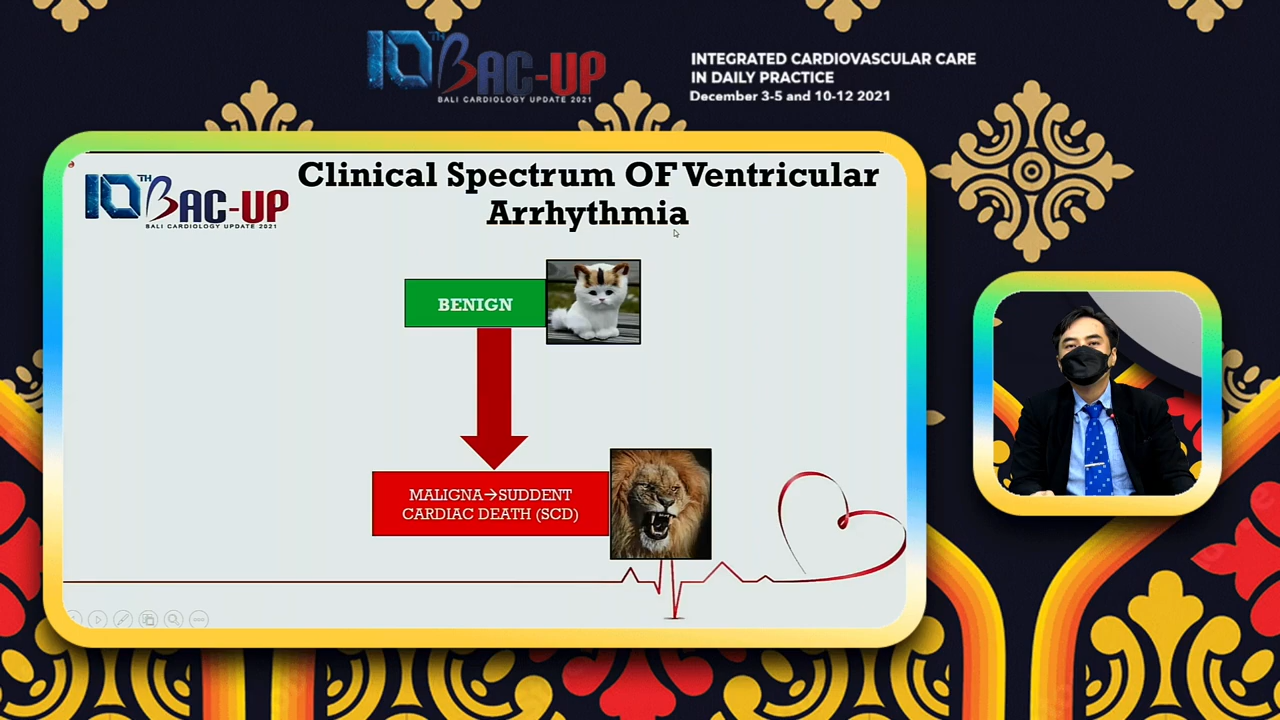 10TH BAC-UP
BALI CARDIOLOGY UPDATE 2021
INTEGRATED CARDIOVASCULAR CARE
IN DAILY PRACTICE
December 3-5 and 10-12 2021
10TH BAC-UP
BALI CARDIOLOGY UPDATE 2021
Clinical Spectrum OF Ventricular
Arrhythmia
BENIGN
MALIGNA→SUDDENT
CARDIAC DEATH (SCD)